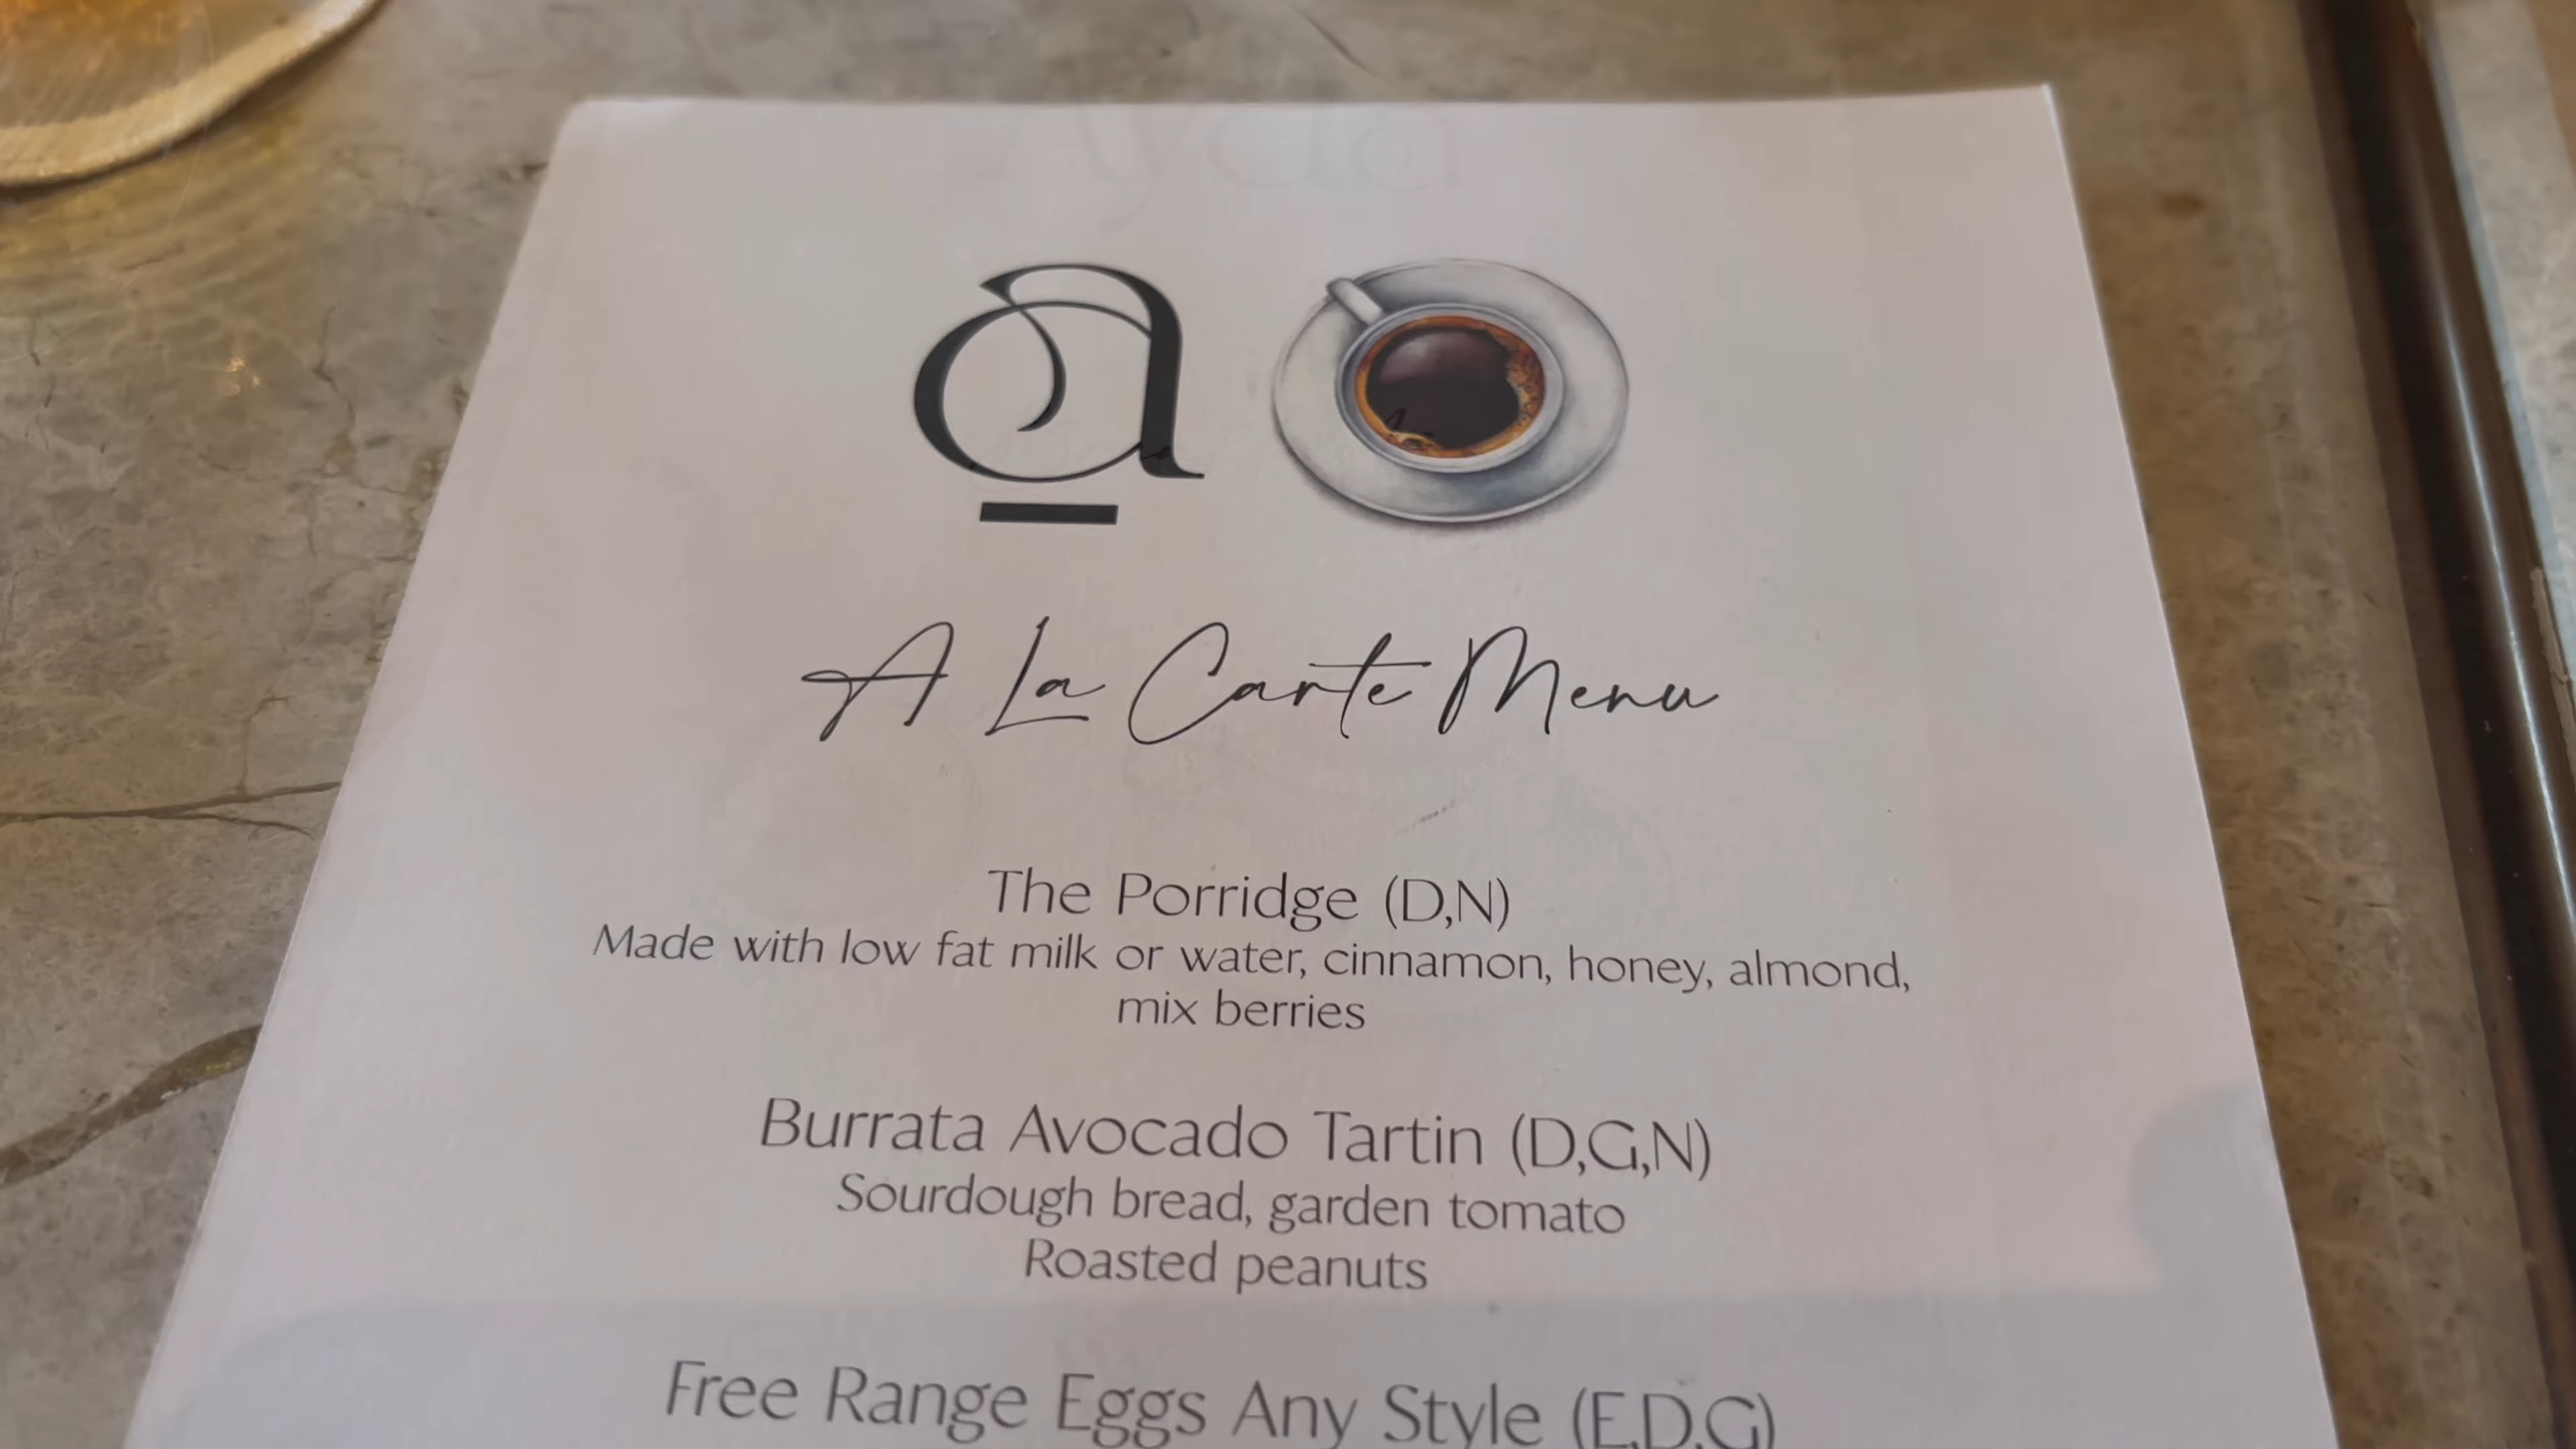 a
A La Carte Menu
The Porridge (D,N)
Made with low fat milk or water, cinnamon, honey, almond,
mix berries
Burrata Avocado Tartin (D,G,N)
Sourdough bread, garden tomato
Roasted peanuts
Free Range Eggs Any Style (E,D,G)